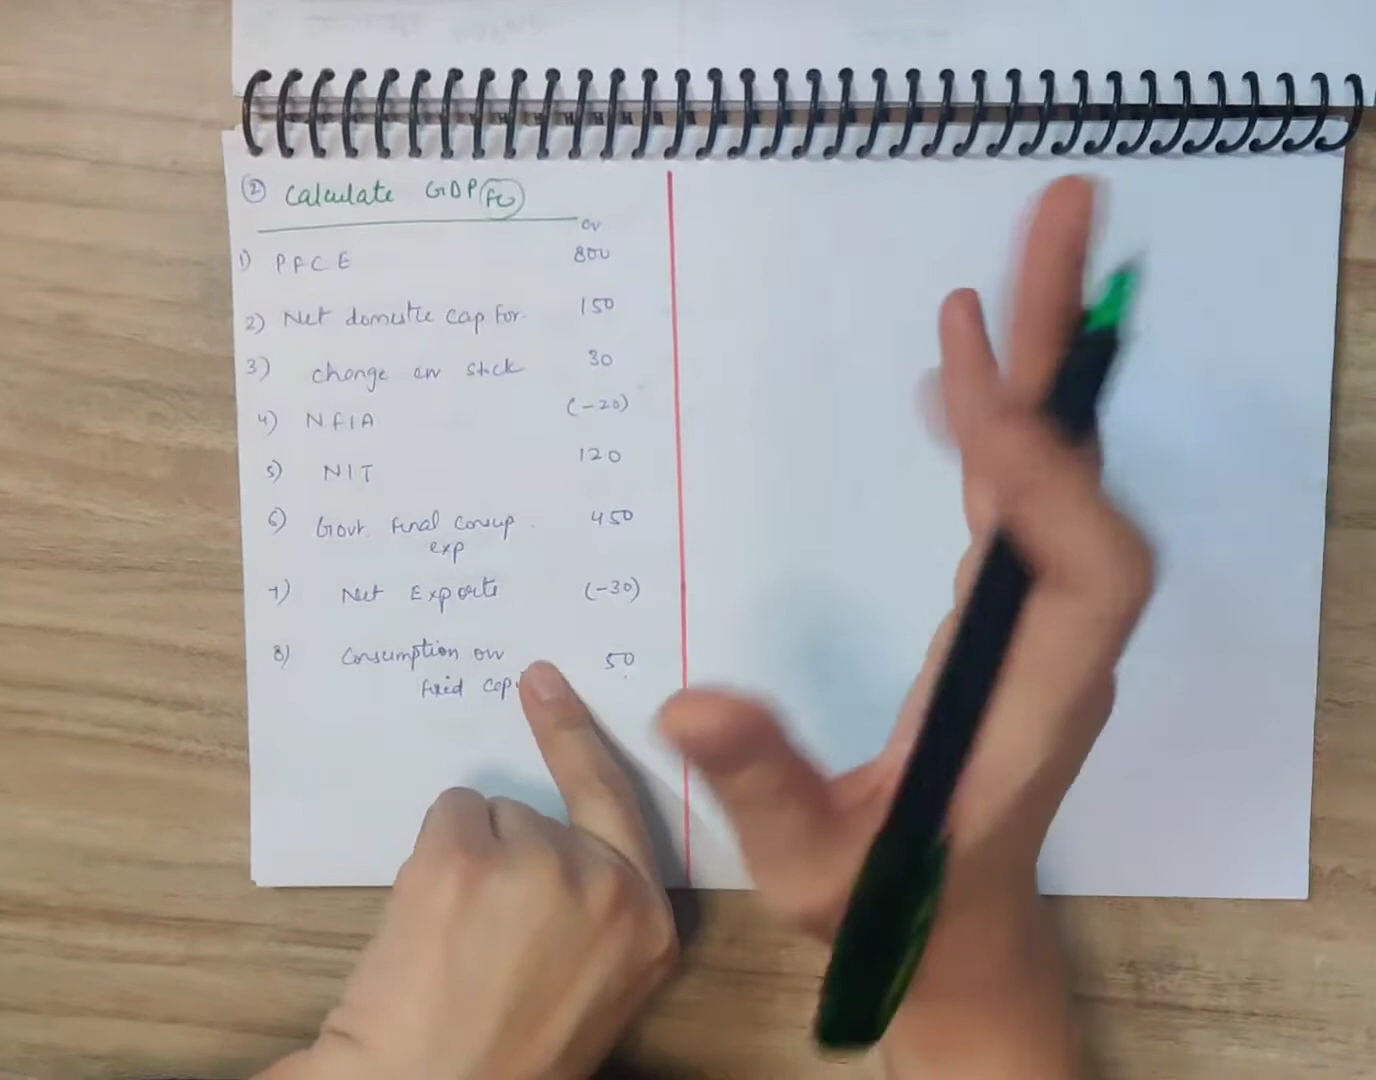 ② Calculate GDP FC
Cr
1) PFCE 800
2) Net domestic cap for. 150
3) change in stock 30
4) NFIA (-20)
5) NIT 120
6) Govt. final consup. 450
exp
7) Net Exports (-30)
8) Consumption on 50
fixed cap